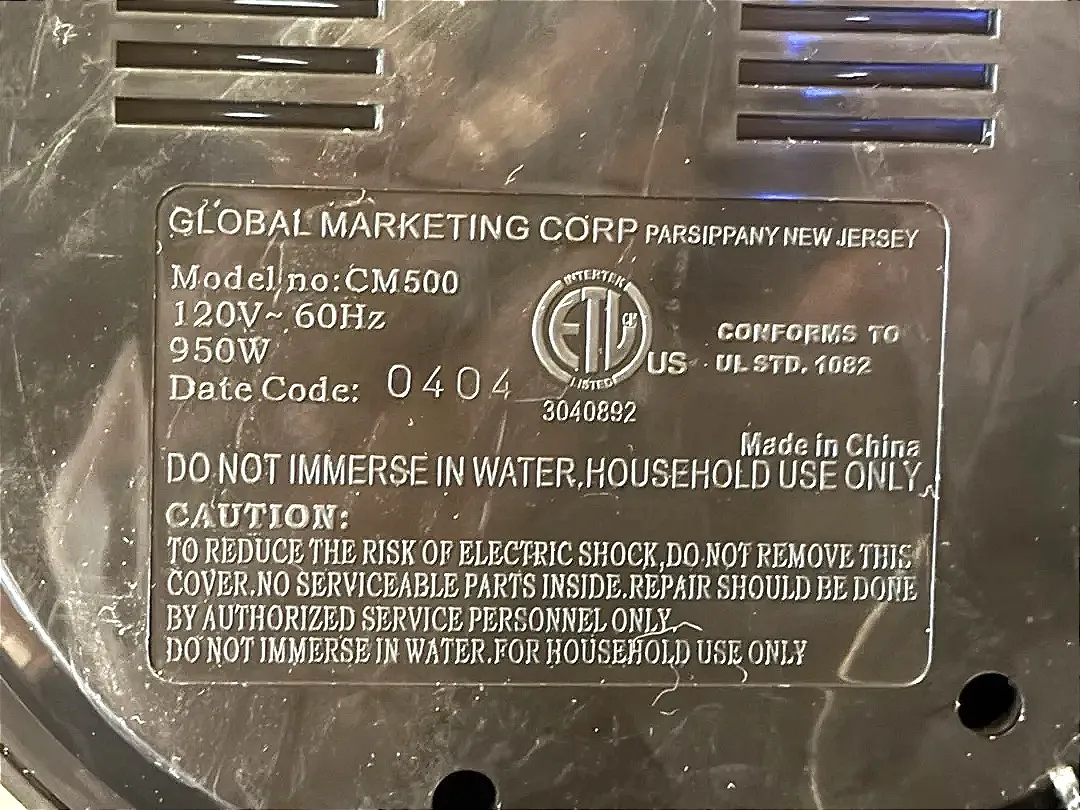 GLOBAL MARKETING CORP PARSIPPANY NEW JERSEY
Model no:CM500
120V~ 60Hz
950W
Date Code: 0404
INTERTEK
ETL CM
LISTED
US
3040892
CONFORMS TO
UL STD. 1082
Made in China
DO NOT IMMERSE IN WATER,HOUSEHOLD USE ONLY
CAUTION:
TO REDUCE THE RISK OF ELECTRIC SHOCK,DO NOT REMOVE THIS
COVER.NO SERVICEABLE PARTS INSIDE.REPAIR SHOULD BE DONE
BY AUTHORIZED SERVICE PERSONNEL ONLY.
DO NOT IMMERSE IN WATER.FOR HOUSEHOLD USE ONLY